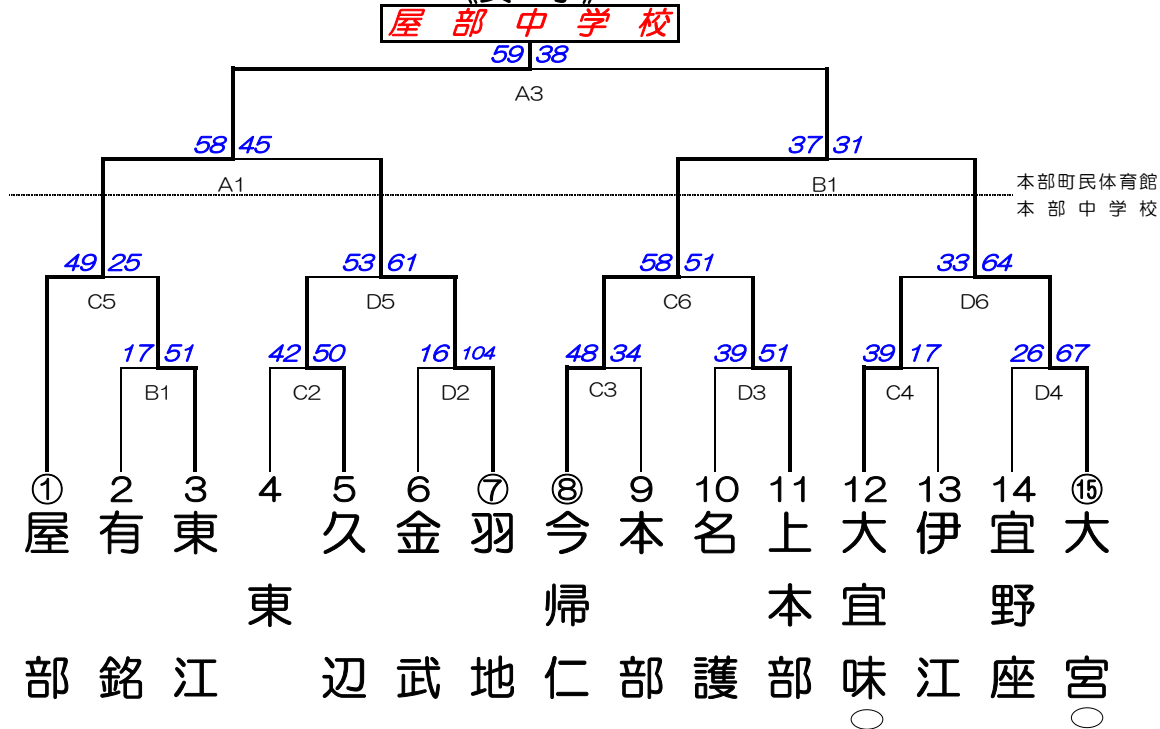 屋部中学校
59 38
A3
58 45
37 31
A1
B1
本部町民体育館
本部中学校
49 25
53 61
58 51
33 64
C5
D5
C6
D6
17 51
42 50
16 104
48 34
39 51
39 17
26 67
B1
C2
D2
C3
D3
C4
D4
① 2 3 4 5 6 ⑦ ⑧ 9 10 11 12 13 14 ⑮
屋部
有銘
東江
東
久辺
金武
羽地
今帰仁
本部
名護
上本部
大宜味
伊江
宜野座
大宮